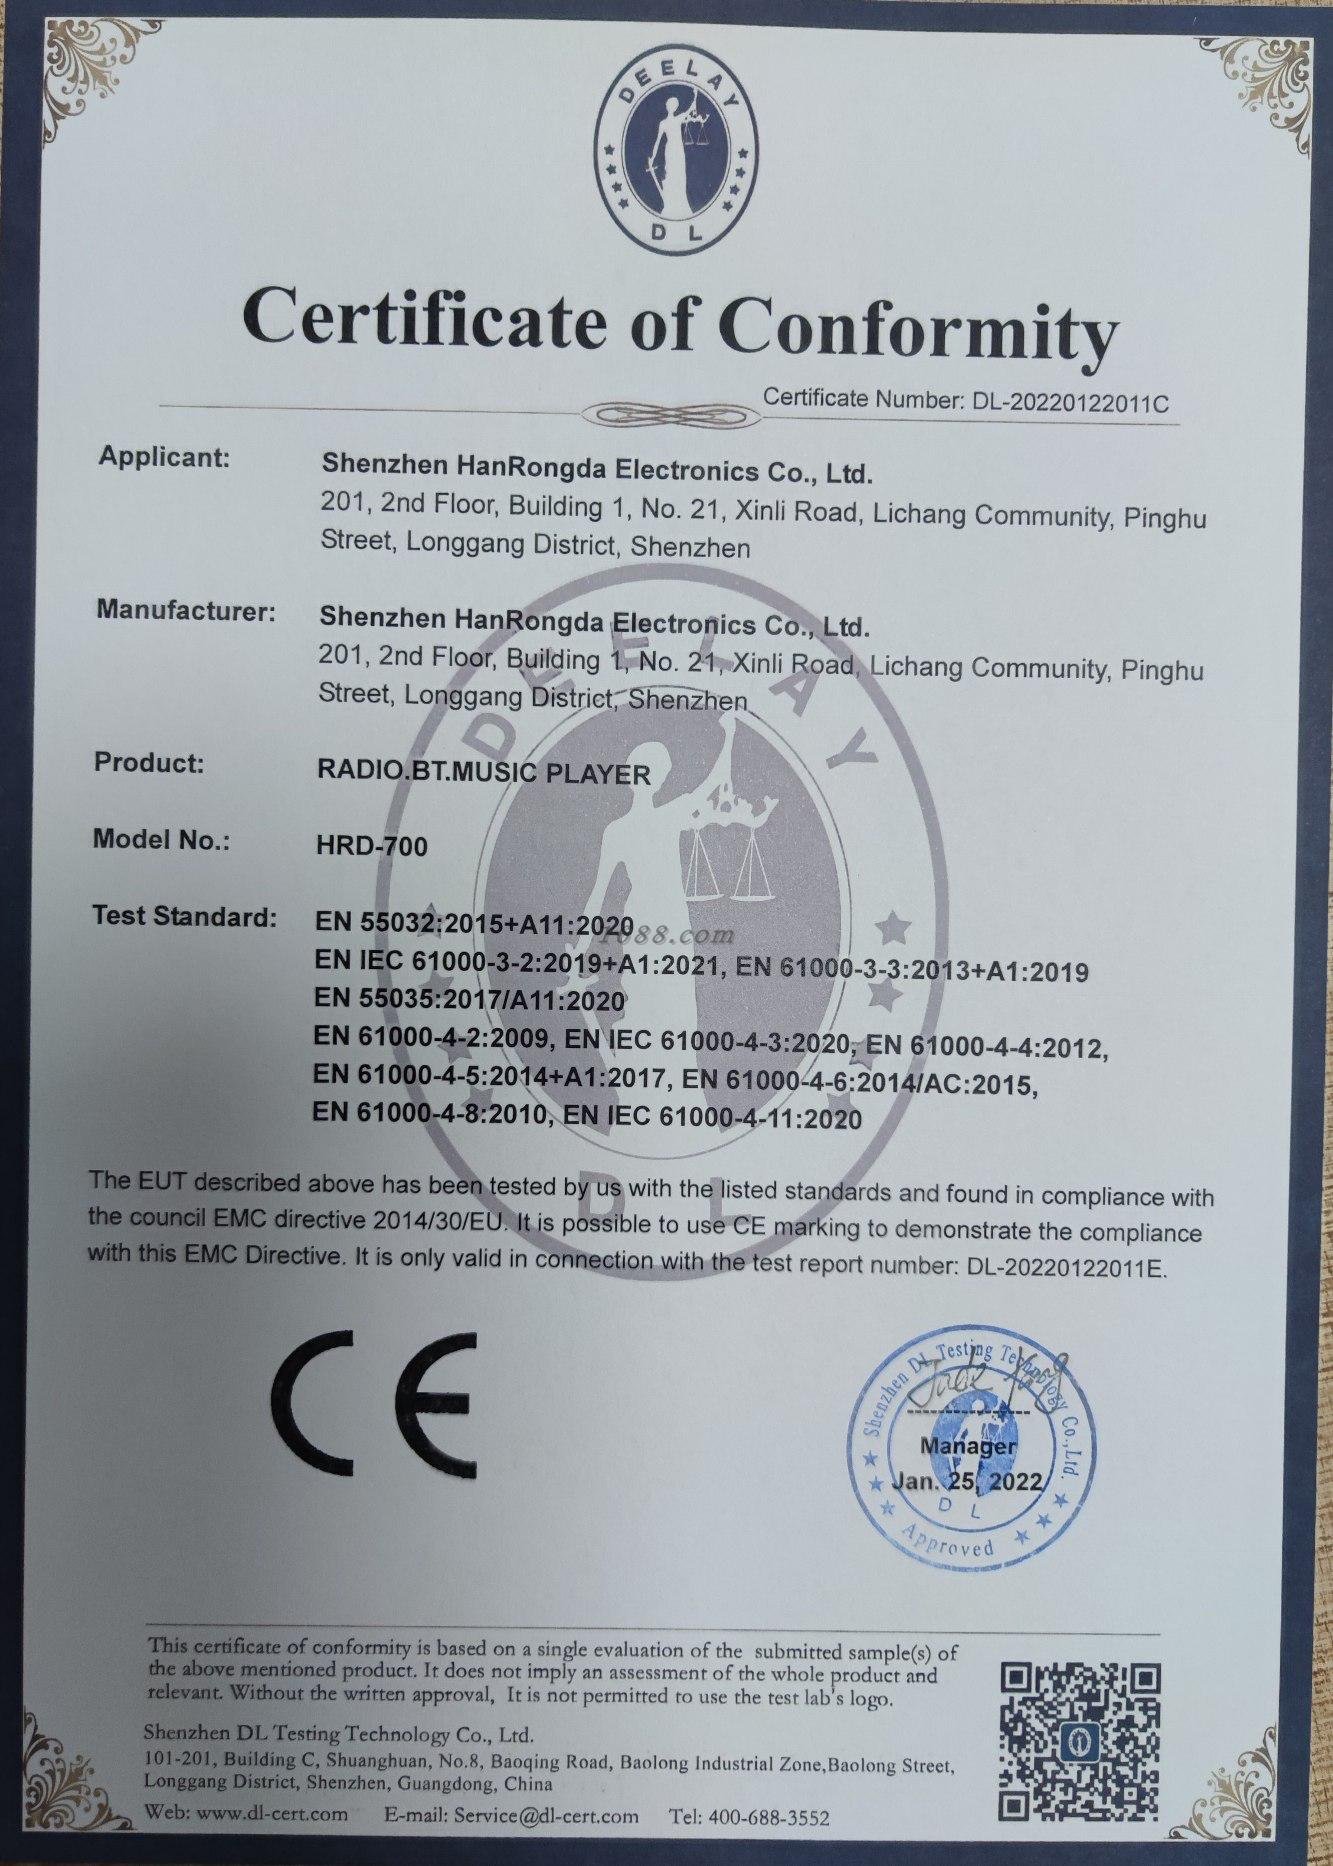 DEELAY
DL
Certificate of Conformity
Certificate Number: DL-20220122011C
Applicant: Shenzhen HanRongda Electronics Co., Ltd.
201, 2nd Floor, Building 1, No. 21, Xinli Road, Lichang Community, Pinghu
Street, Longgang District, Shenzhen
Manufacturer: Shenzhen HanRongda Electronics Co., Ltd.
201, 2nd Floor, Building 1, No. 21, Xinli Road, Lichang Community, Pinghu
Street, Longgang District, Shenzhen
DEELAY
Product: RADIO.BT.MUSIC PLAYER
Model No.: HRD-700
Test Standard: EN 55032:2015+A11:2020
1688.com
EN IEC 61000-3-2:2019+A1:2021, EN 61000-3-3:2013+A1:2019
EN 55035:2017/A11:2020
EN 61000-4-2:2009, EN IEC 61000-4-3:2020, EN 61000-4-4:2012,
EN 61000-4-5:2014+A1:2017, EN 61000-4-6:2014/AC:2015,
EN 61000-4-8:2010, EN IEC 61000-4-11:2020
The EUT described above has been tested by us with the listed standards and found in compliance with
the council EMC directive 2014/30/EU. It is possible to use CE marking to demonstrate the compliance
with this EMC Directive. It is only valid in connection with the test report number: DL-20220122011E.
DL
CE
Shenzhen DL Testing Technology Co.,Ltd.
Manager
Jan. 25, 2022
DL
Approved
This certificate of conformity is based on a single evaluation of the submitted sample(s) of
the above mentioned product. It does not imply an assessment of the whole product and
relevant. Without the written approval, It is not permitted to use the test lab's logo.
Shenzhen DL Testing Technology Co., Ltd.
101-201, Building C, Shuanghuan, No.8, Baoqing Road, Baolong Industrial Zone,Baolong Street,
Longgang District, Shenzhen, Guangdong, China
Web: www.dl-cert.com E-mail: Service@dl-cert.com Tel: 400-688-3552